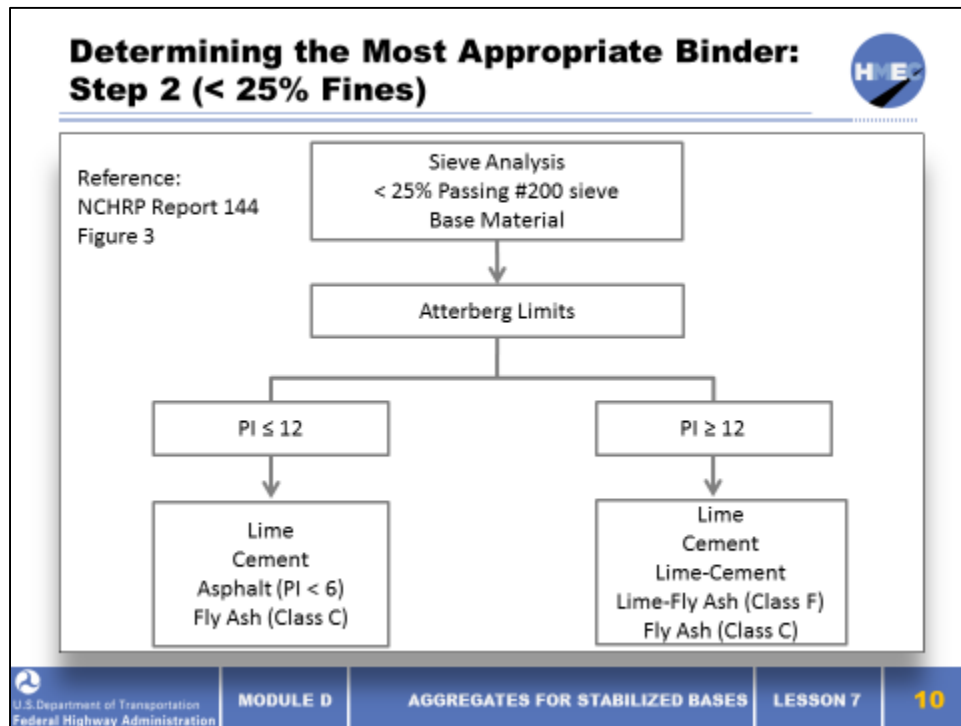 Determining the Most Appropriate Binder:
Step 2 (< 25% Fines)
HMEC
Reference:
NCHRP Report 144
Figure 3
Sieve Analysis
< 25% Passing #200 sieve
Base Material
Atterberg Limits
PI ≤ 12
PI ≥ 12
Lime
Cement
Asphalt (PI < 6)
Fly Ash (Class C)
Lime
Cement
Lime-Cement
Lime-Fly Ash (Class F)
Fly Ash (Class C)
U.S.Department of Transportation
Federal Highway Administration
MODULE D
AGGREGATES FOR STABILIZED BASES
LESSON 7
10